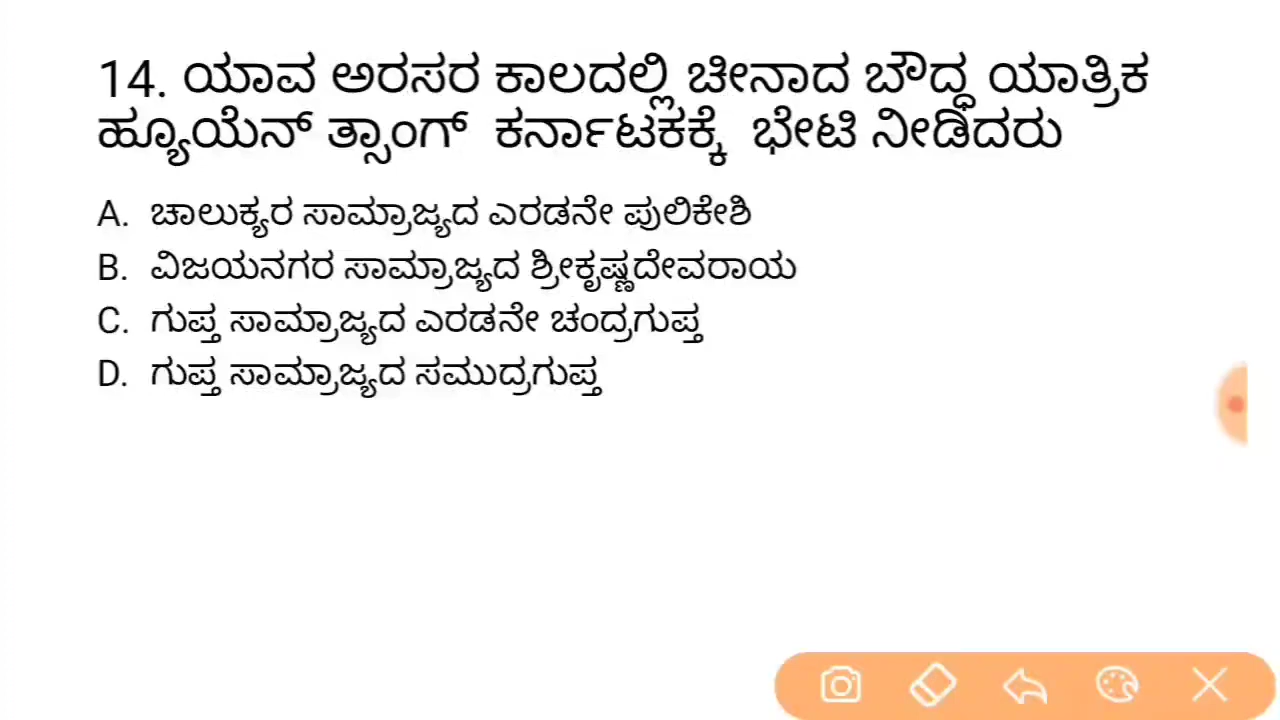 14. ಯಾವ ಅರಸರ ಕಾಲದಲ್ಲಿ ಚೀನಾದ ಬೌದ್ಧ ಯಾತ್ರಿಕ
ಹ್ಯೂಯೆನ್ ತ್ಸಾಂಗ್ ಕರ್ನಾಟಕಕ್ಕೆ ಭೇಟಿ ನೀಡಿದರು
A. ಚಾಲುಕ್ಯರ ಸಾಮ್ರಾಜ್ಯದ ಎರಡನೇ ಪುಲಿಕೇಶಿ
B. ವಿಜಯನಗರ ಸಾಮ್ರಾಜ್ಯದ ಶ್ರೀಕೃಷ್ಣದೇವರಾಯ
C. ಗುಪ್ತ ಸಾಮ್ರಾಜ್ಯದ ಎರಡನೇ ಚಂದ್ರಗುಪ್ತ
D. ಗುಪ್ತ ಸಾಮ್ರಾಜ್ಯದ ಸಮುದ್ರಗುಪ್ತ